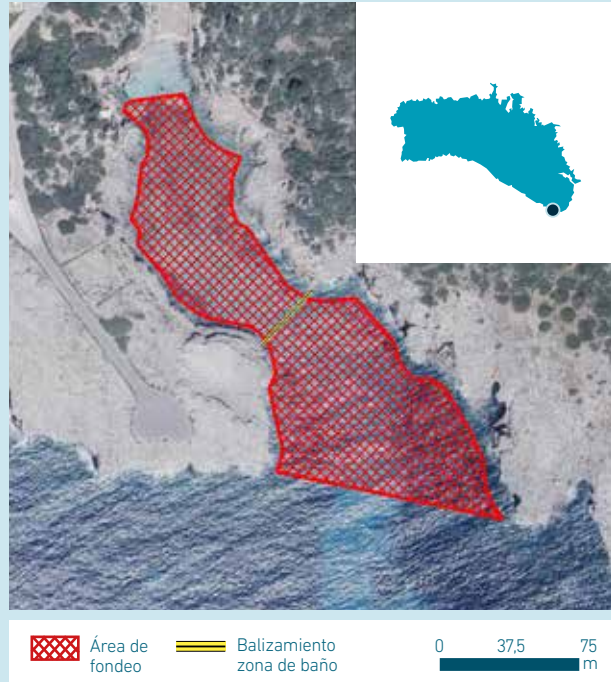 Área de
fondeo
Balizamiento
zona de baño
0 37,5 75
m